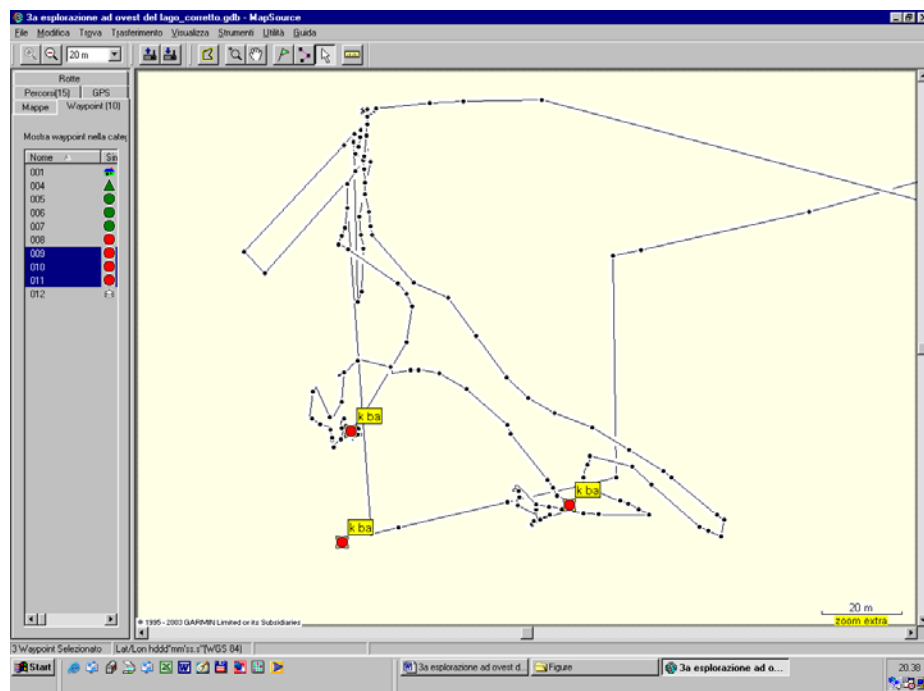 3a esplorazione ad ovest del lago_corretto.gdb - MapSource
File Modifica Trova Trasferimento Visualizza Strumenti Utilità Guida
20 m
Rotte
Percorsi(15) GPS
Mappe Waypoint (10)
Mostra waypoint nella categ
Nome Sim
001
004
005
006
007
008
009
010
011
012
k ba
k ba
k ba
20 m
zoom extra
© 1995 - 2003 GARMIN Limited or its Subsidiaries
3 Waypoint Selezionato Lat/Lon hddd°mm'ss.s"(WGS 84)
Start 3a esplorazione ad ovest d... Figure 3a esplorazione ad o... 20.38